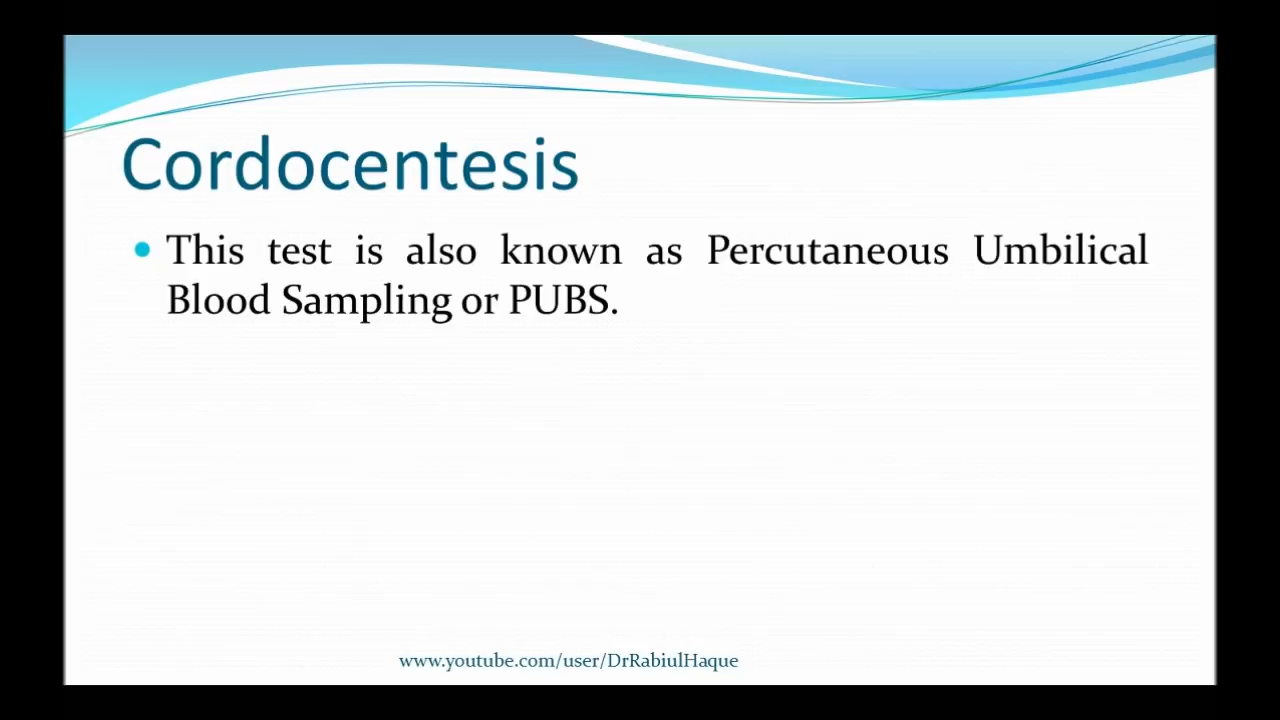 Cordocentesis
• This test is also known as Percutaneous Umbilical
Blood Sampling or PUBS.
www.youtube.com/user/DrRabiulHaque